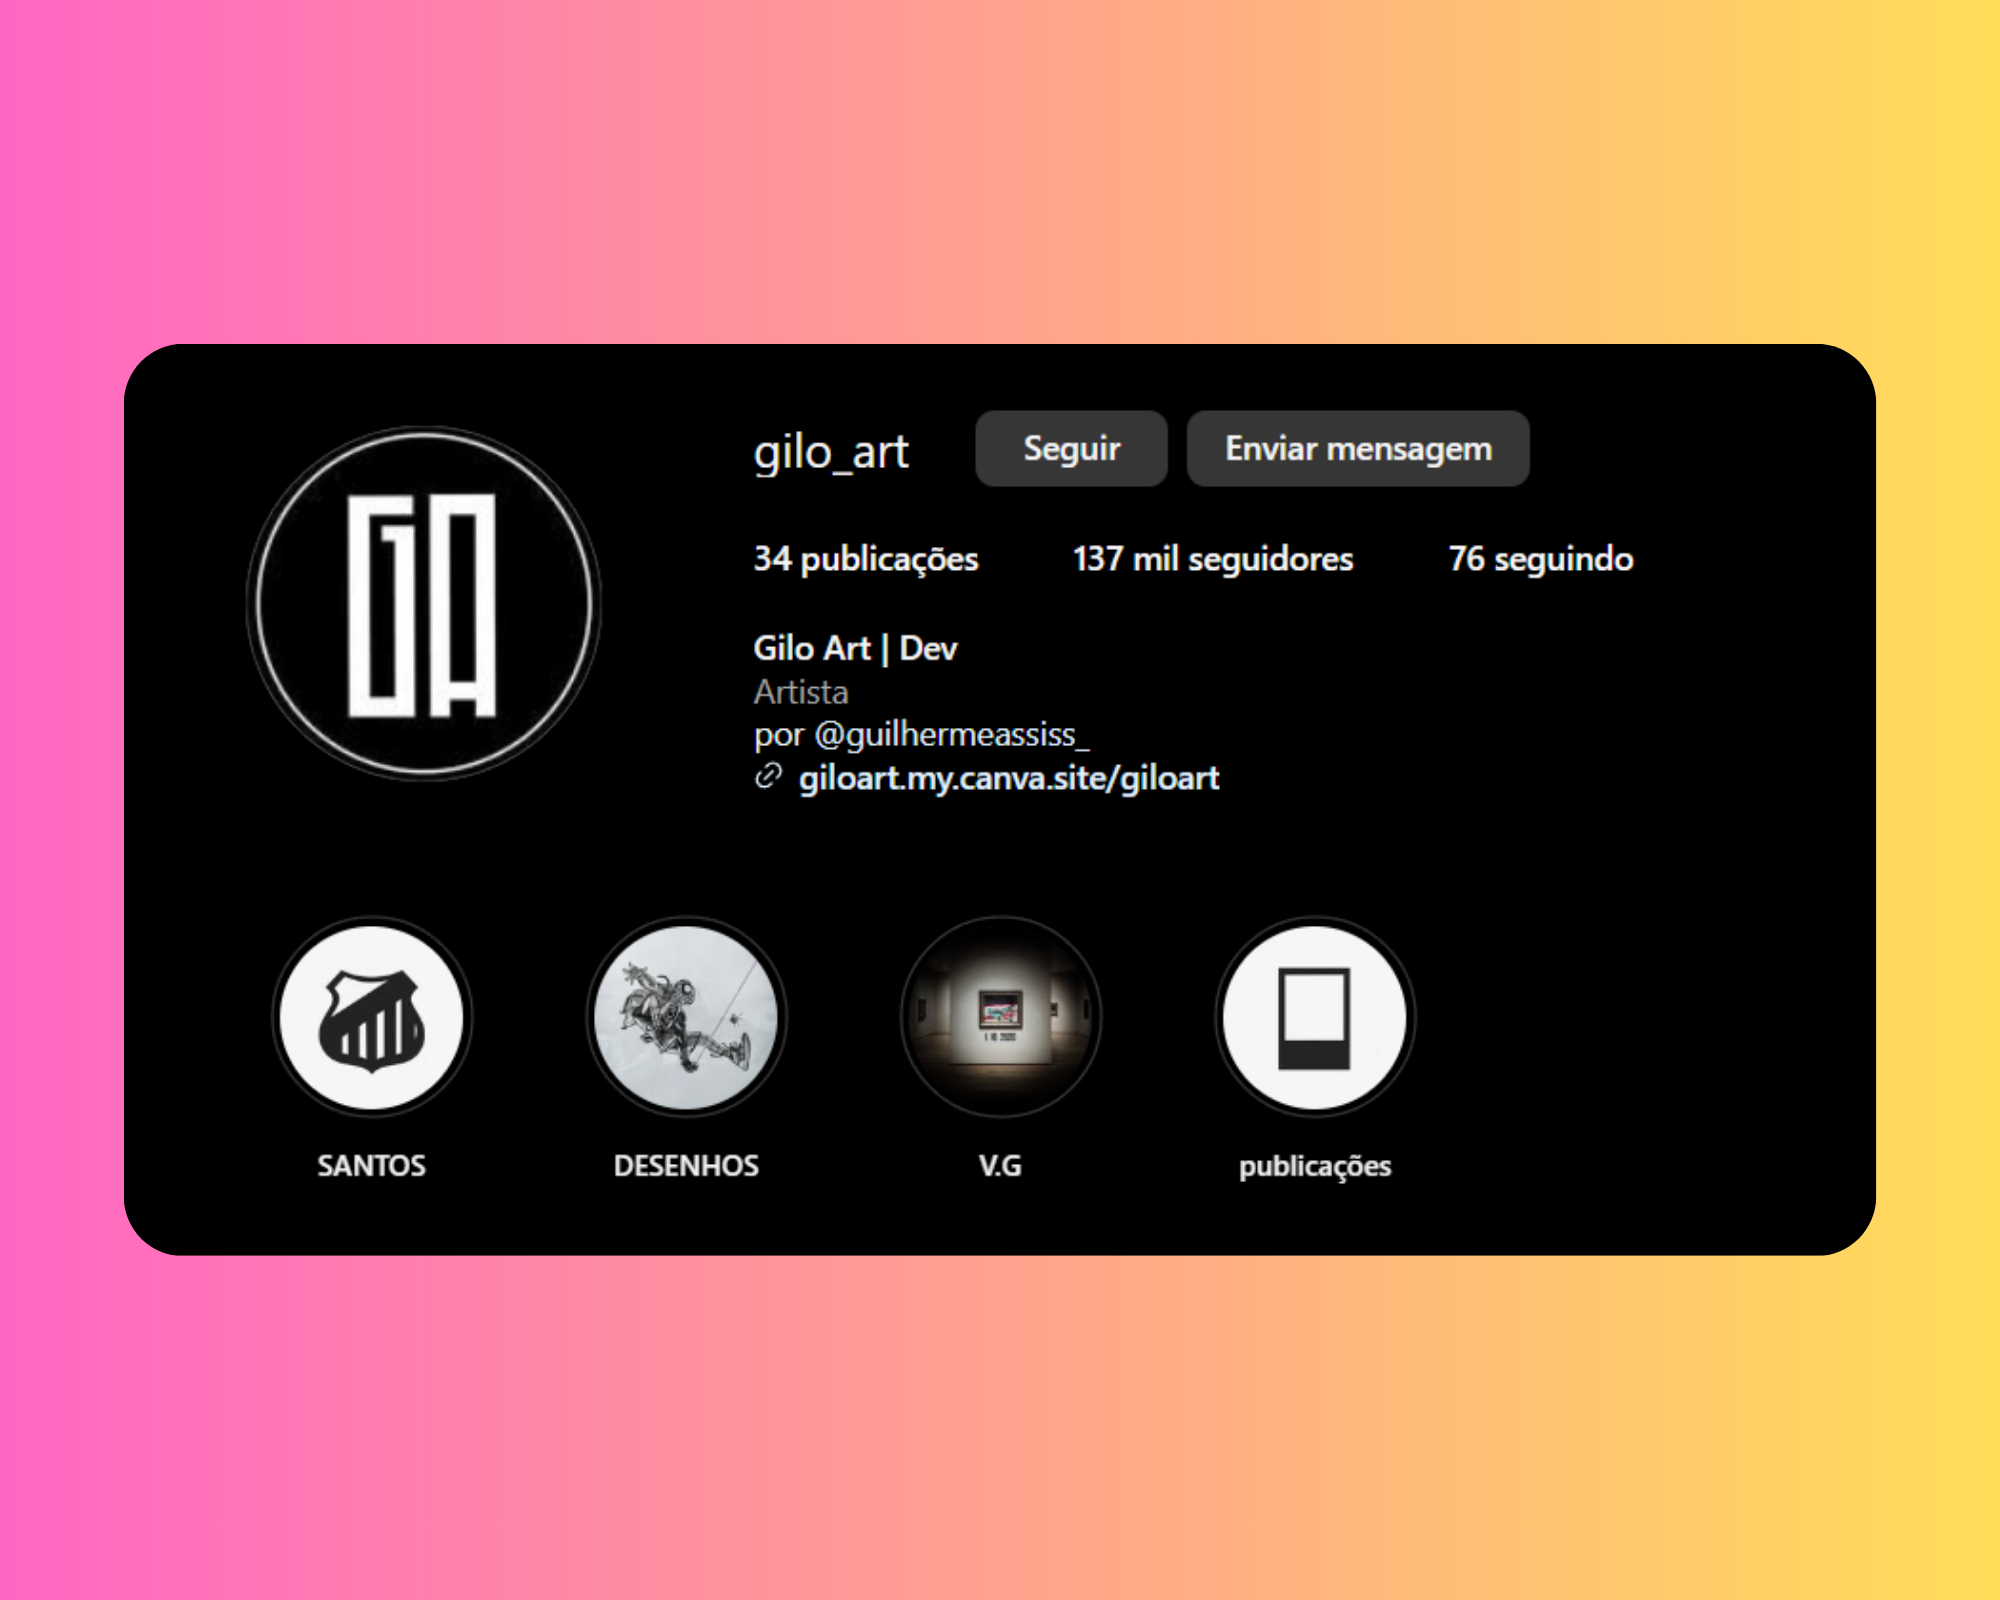 GA
gilo_art Seguir Enviar mensagem
34 publicações 137 mil seguidores 76 seguindo
Gilo Art | Dev
Artista
por @guilhermeassiss_
giloart.my.canva.site/giloart
SANTOS DESENHOS V.G publicações